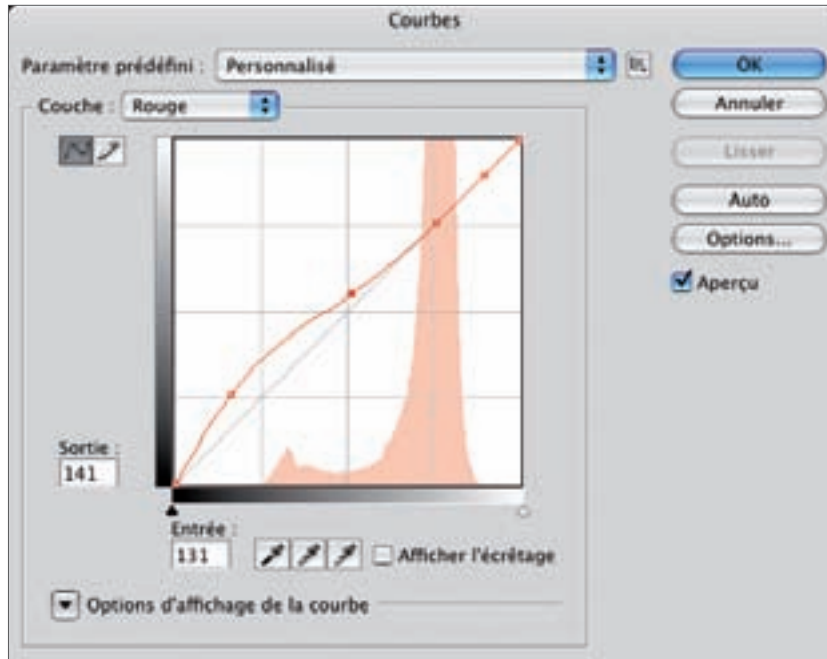 Courbes
Paramètre prédéfini : Personnalisé
OK
Couche : Rouge
Annuler
Lisser
Auto
Options...
Aperçu
Sortie :
141
Entrée :
131
Afficher l'écrêtage
Options d'affichage de la courbe